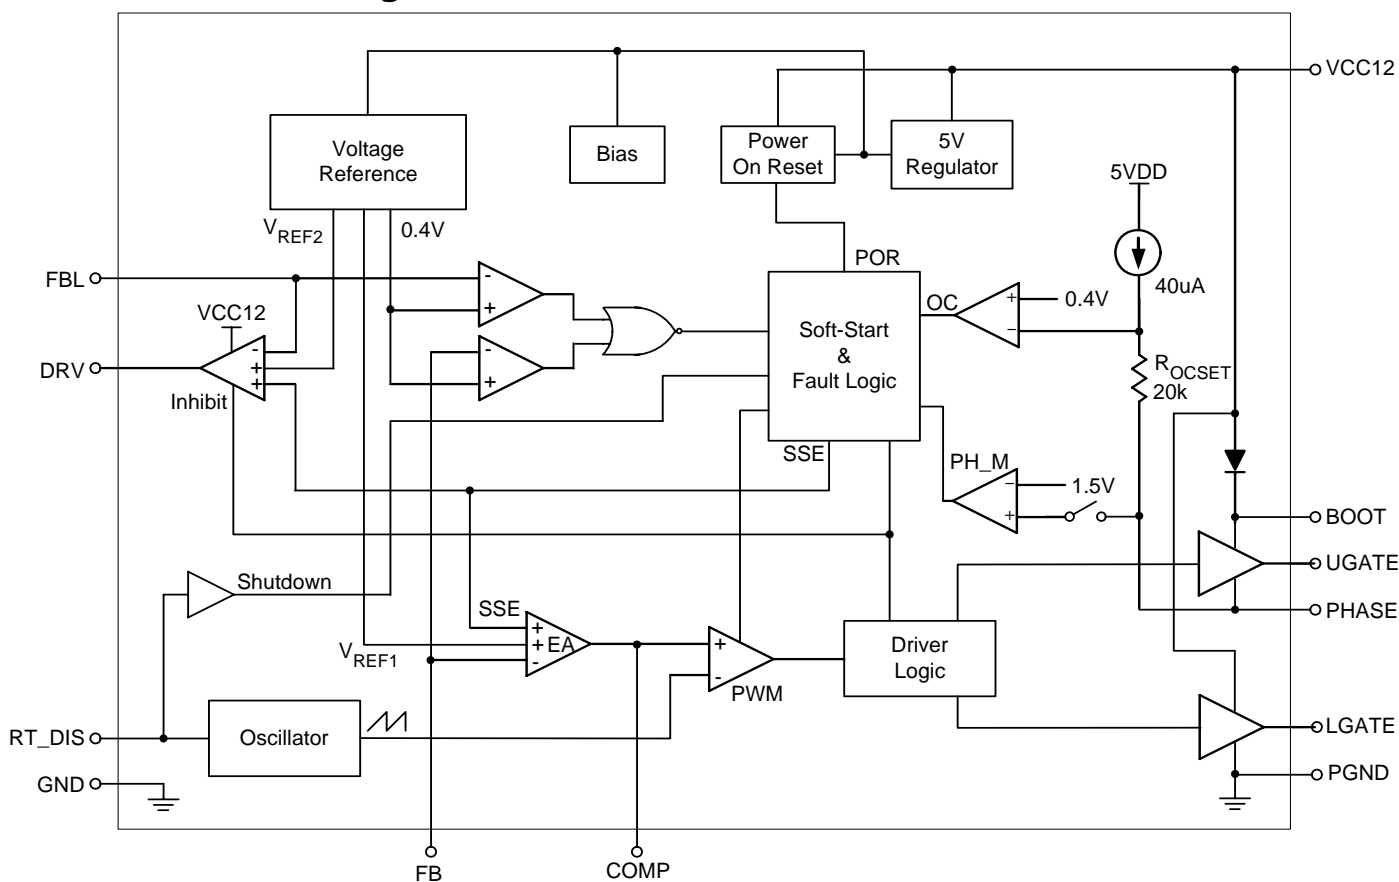 VCC12
Power
On Reset
5V
Regulator
Voltage
Reference
Bias
5VDD
VREF2
0.4V
POR
FBL
40uA
VCC12
OC
+
0.4V
-
+
−
Soft-Start
&
Fault Logic
DRV
-
+
+
-
+
ROCSET
20k
Inhibit
SSE
PH_M
−
1.5V
+
BOOT
UGATE
Shutdown
SSE
PHASE
+
+
EA
-
VREF1
+
-
PWM
Driver
Logic
RT_DIS
Oscillator
LGATE
GND
PGND
FB
COMP